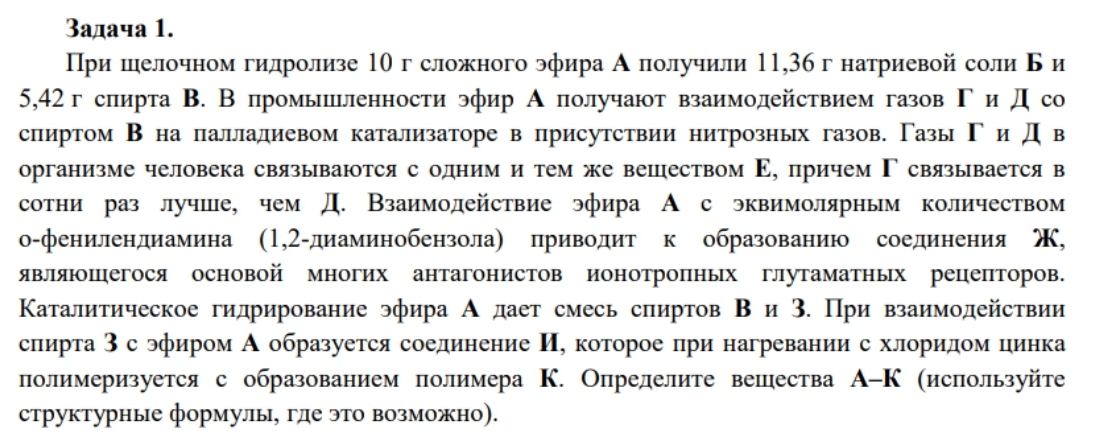 Задача 1.
При щелочном гидролизе 10 г сложного эфира А получили 11,36 г натриевой соли Б и
5,42 г спирта В. В промышленности эфир А получают взаимодействием газов Г и Д со
спиртом В на палладиевом катализаторе в присутствии нитрозных газов. Газы Г и Д в
организме человека связываются с одним и тем же веществом Е, причем Г связывается в
сотни раз лучше, чем Д. Взаимодействие эфира А с эквимолярным количеством
о-фенилендиамина (1,2-диаминобензола) приводит к образованию соединения Ж,
являющегося основой многих антагонистов ионотропных глутаматных рецепторов.
Каталитическое гидрирование эфира А дает смесь спиртов В и З. При взаимодействии
спирта З с эфиром А образуется соединение И, которое при нагревании с хлоридом цинка
полимеризуется с образованием полимера К. Определите вещества А–К (используйте
структурные формулы, где это возможно).